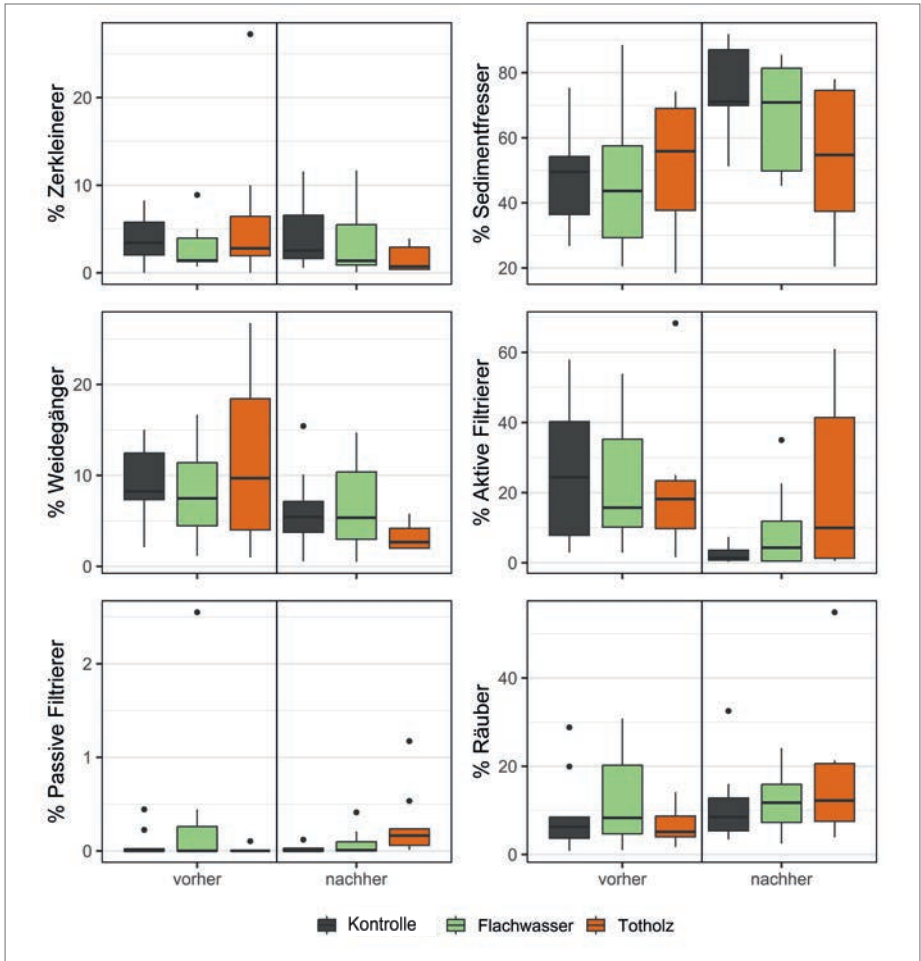 % Zerkleinerer
20
10
0
% Sedimentfresser
80
60
40
20
% Weidegänger
20
10
0
% Aktive Filtrierer
60
40
20
0
% Passive Filtrierer
2
1
0
% Räuber
40
20
0
vorher nachher
vorher nachher
Kontrolle Flachwasser Totholz